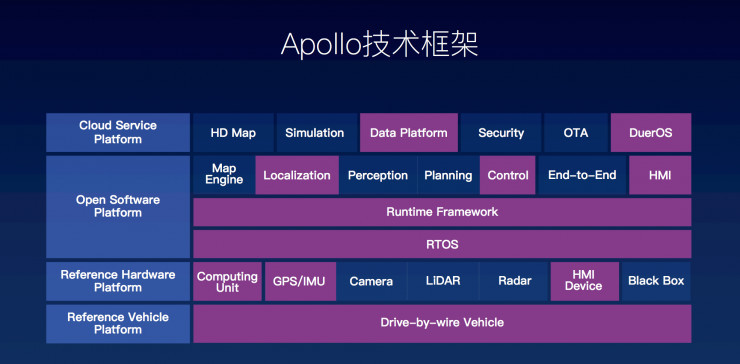 Apollo技术框架
Cloud Service
Platform
HD Map
Simulation
Data Platform
Security
OTA
DuerOS
Open Software
Platform
Map
Engine
Localization
Perception
Planning
Control
End-to-End
HMI
Runtime Framework
RTOS
Reference Hardware
Platform
Computing
Unit
GPS/IMU
Camera
LiDAR
Radar
HMI
Device
Black Box
Reference Vehicle
Platform
Drive-by-wire Vehicle